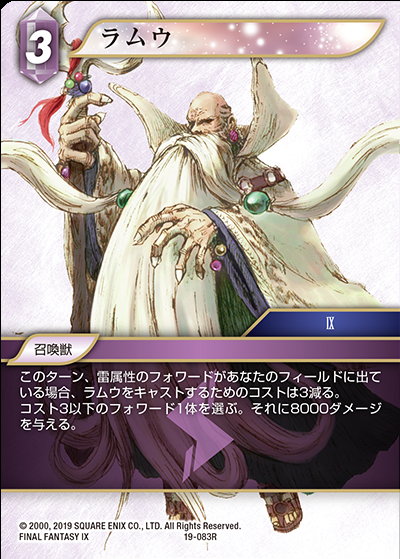 3
ラムウ
IX
召喚獣
このターン、雷属性のフォワードがあなたのフィールドに出て
いる場合、ラムウをキャストするためのコストは3減る。
コスト3以下のフォワード1体を選ぶ。それに8000ダメージ
を与える。
© 2000, 2019 SQUARE ENIX CO., LTD. All Rights Reserved.
FINAL FANTASY IX 19-083R